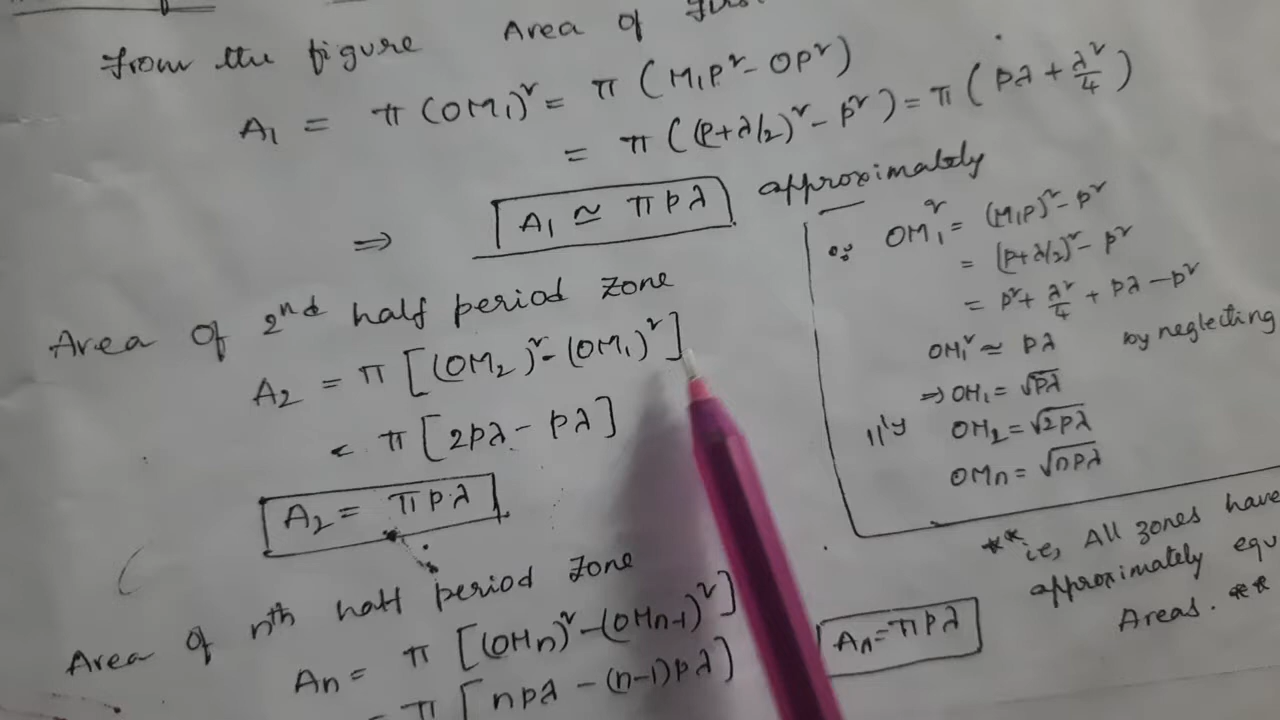 from the figure Area of
A₁ = π (OM₁)² = π (M₁P² - OP²)
= π ((P+λ/2)² - P²) = π (Pλ + λ²/4)
⇒ A₁ ≃ πPλ approximately
Area of 2nd half period zone
A₂ = π [(OM₂)² - (OM₁)²]
= π [2Pλ - Pλ]
A₂ = πP.λ
Area of nth half period zone
An = π [(OMn)² - (OMn-1)²]
= π [nPλ - (n-1)Pλ)
An = πPλ
∵ OM₁² = (M₁P)² - P²
= (P+λ/2)² - P²
= P² + λ²/4 + Pλ - P²
OM₁² ≃ Pλ by neglecting
⇒ OM₁ = √Pλ
||ly OM₂ = √2Pλ
OMn = √nPλ
** ie, All zones have
approximately equ
Areas. **